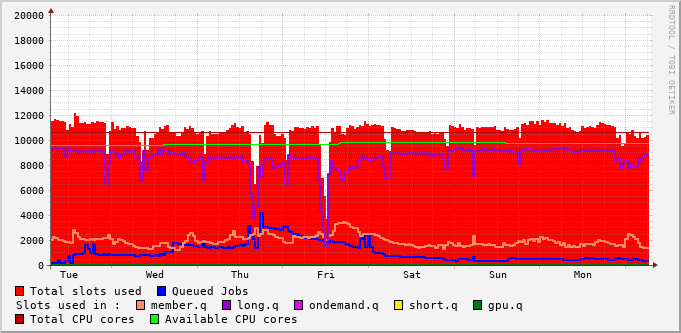 RRDTOOL / TOBI OETIKER
20000
18000
16000
14000
12000
10000
8000
6000
4000
2000
0
Tue Wed Thu Fri Sat Sun Mon
Total slots used Queued Jobs
Slots used in : member.q long.q ondemand.q short.q gpu.q
Total CPU cores Available CPU cores